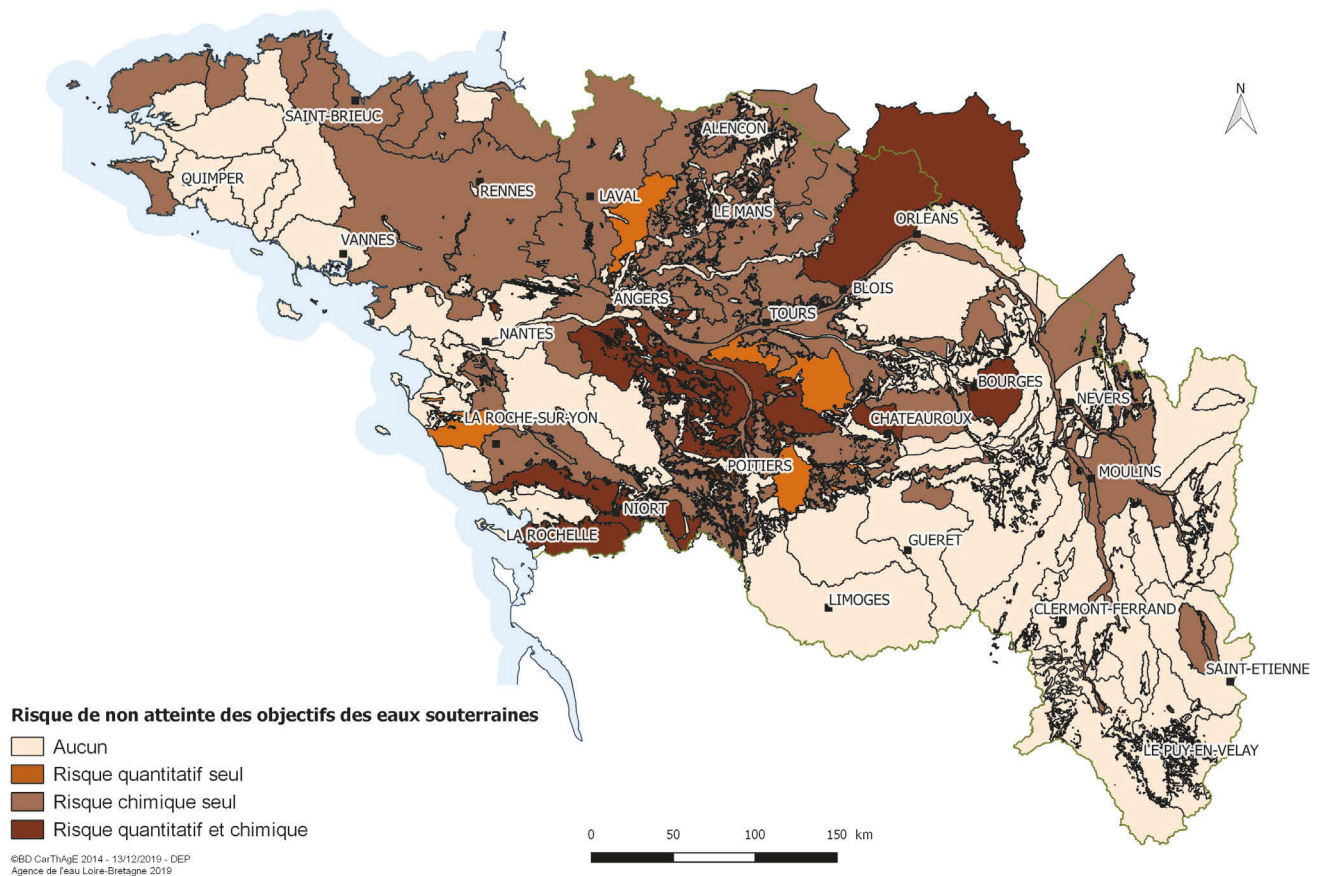 N
ALENCON
SAINT-BRIEUC
QUIMPER
RENNES
LAVAL
LE MANS
ORLEANS
VANNES
BLOIS
ANGERS
TOURS
NANTES
BOURGES
NEVERS
LA ROCHE-SUR-YON
CHATEAUROUX
POITIERS
MOULINS
NIORT
LA ROCHELLE
GUERET
LIMOGES
CLERMONT-FERRAND
SAINT-ETIENNE
LE-PUY-EN-VELAY
Risque de non atteinte des objectifs des eaux souterraines
Aucun
Risque quantitatif seul
Risque chimique seul
Risque quantitatif et chimique
0 50 100 150 km
©BD CarThAgE 2014 - 13/12/2019 - DEP
Agence de l'eau Loire-Bretagne 2019